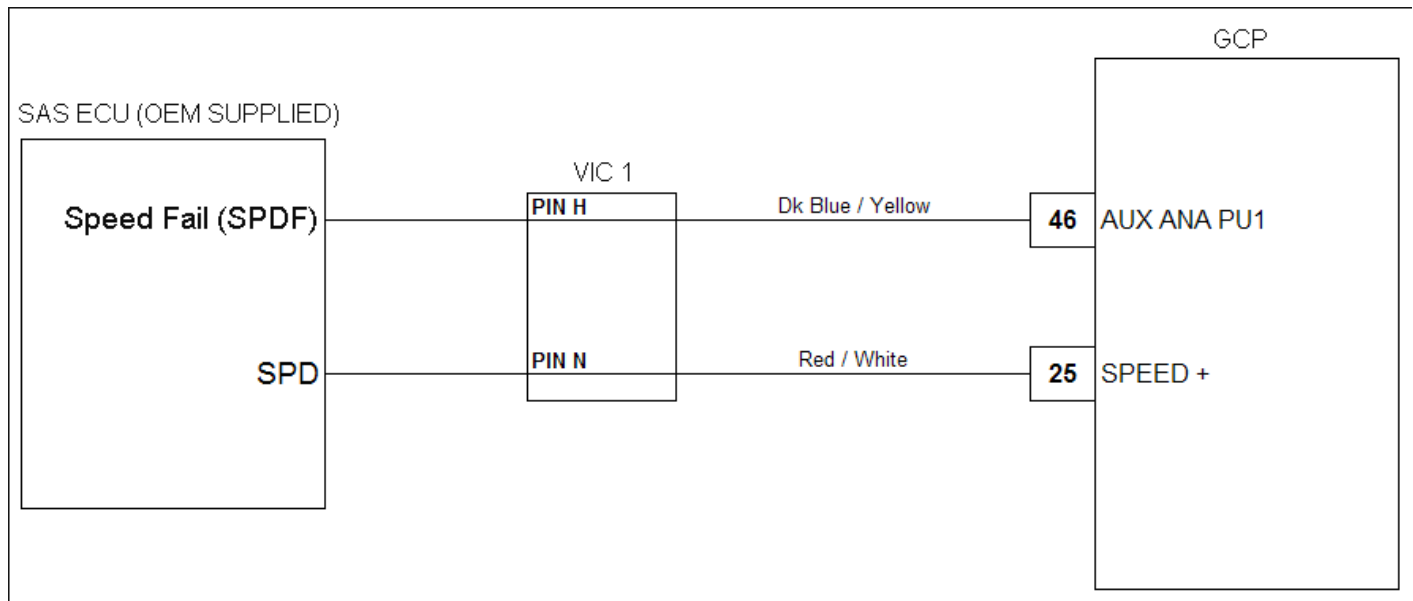 GCP
SAS ECU (OEM SUPPLIED)
VIC 1
Speed Fail (SPDF)
PIN H
Dk Blue / Yellow
46
AUX ANA PU1
SPD
PIN N
Red / White
25
SPEED +